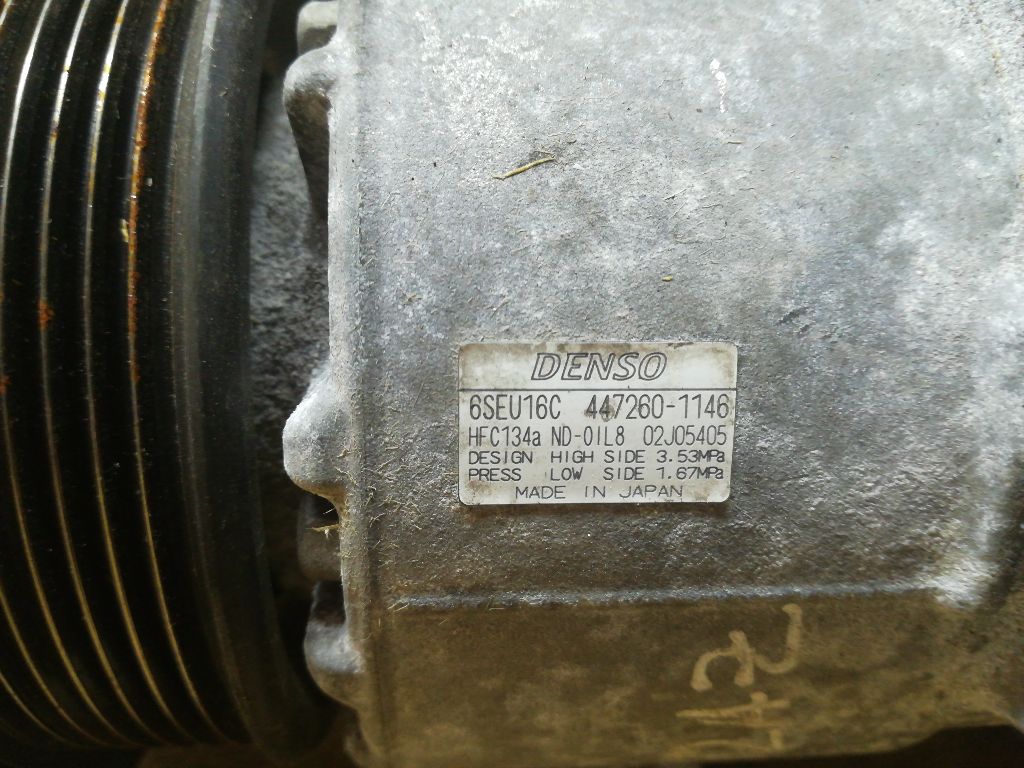 DENSO
6SEU16C 447260-1146
HFC134a ND-OIL8 02J05405
DESIGN HIGH SIDE 3.53MPa
PRESS LOW SIDE 1.67MPa
MADE IN JAPAN